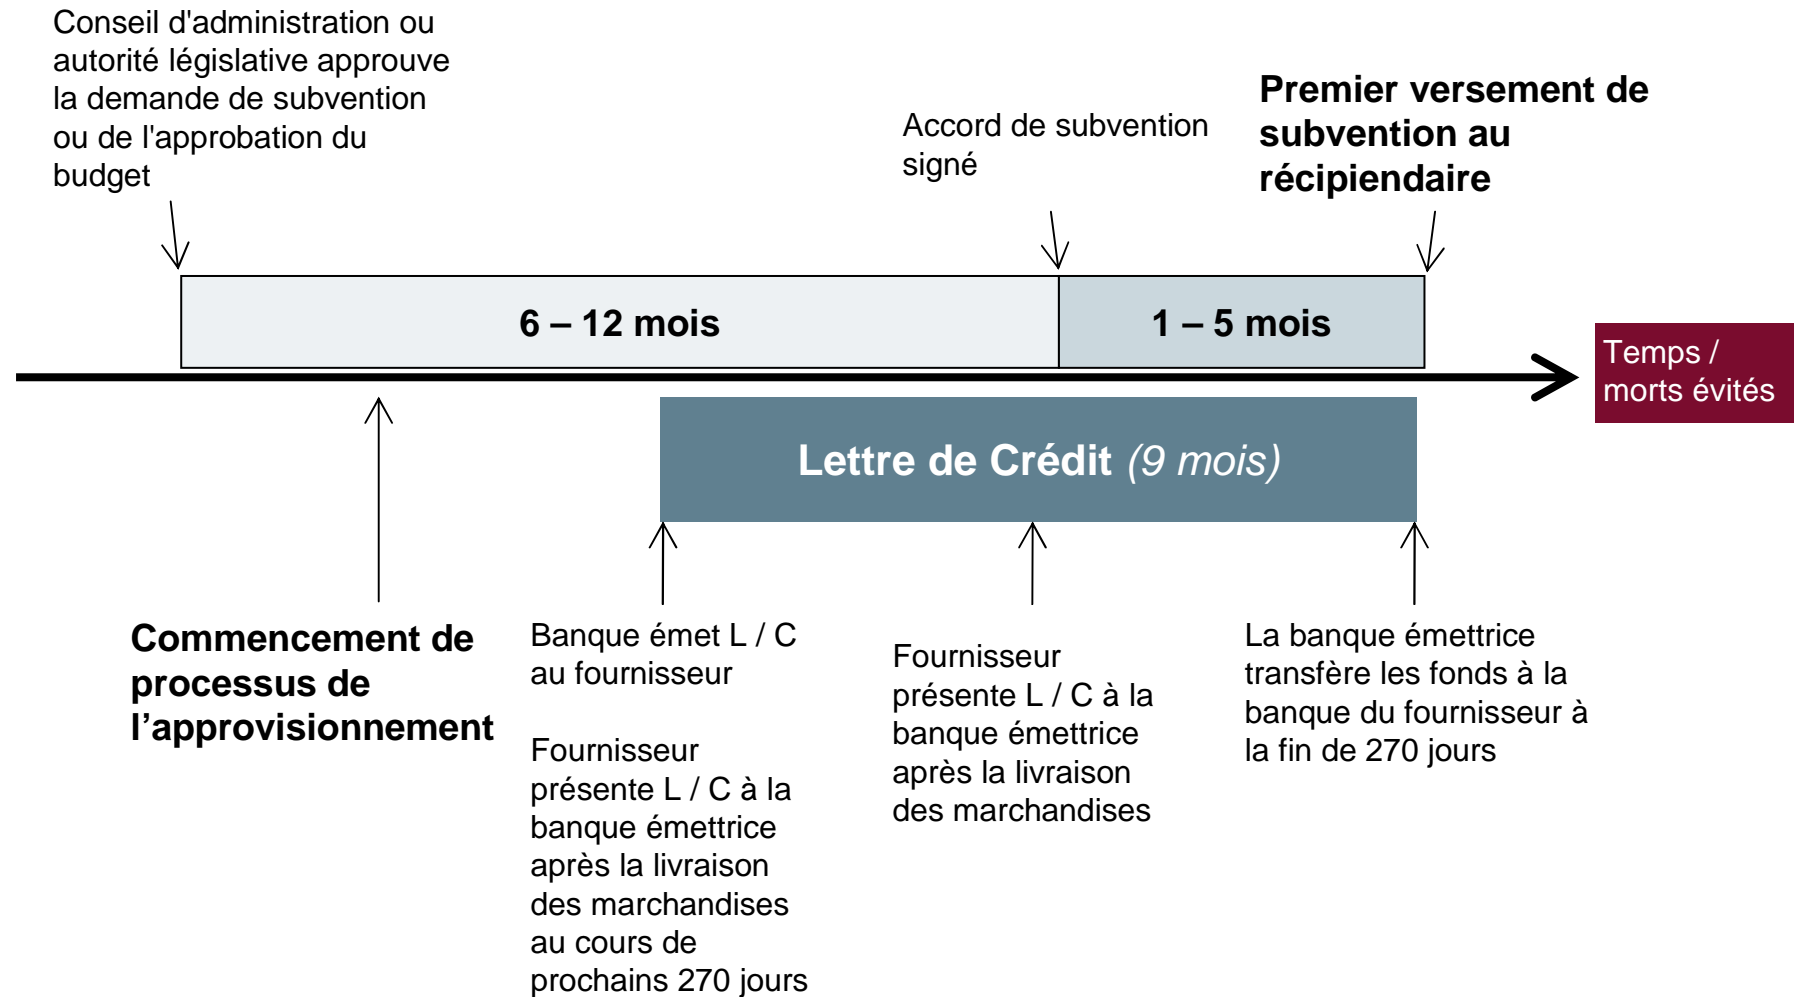 Conseil d'administration ou
autorité législative approuve
la demande de subvention
ou de l'approbation du
budget
Accord de subvention
signé
Premier versement de
subvention au
récipiendaire
6 – 12 mois
1 – 5 mois
Temps /
morts évités
Lettre de Crédit (9 mois)
Commencement de
processus de
l’approvisionnement
Banque émet L / C
au fournisseur
Fournisseur
présente L / C à la
banque émettrice
après la livraison
des marchandises
au cours de
prochains 270 jours
Fournisseur
présente L / C à la
banque émettrice
après la livraison
des marchandises
La banque émettrice
transfère les fonds à la
banque du fournisseur à
la fin de 270 jours